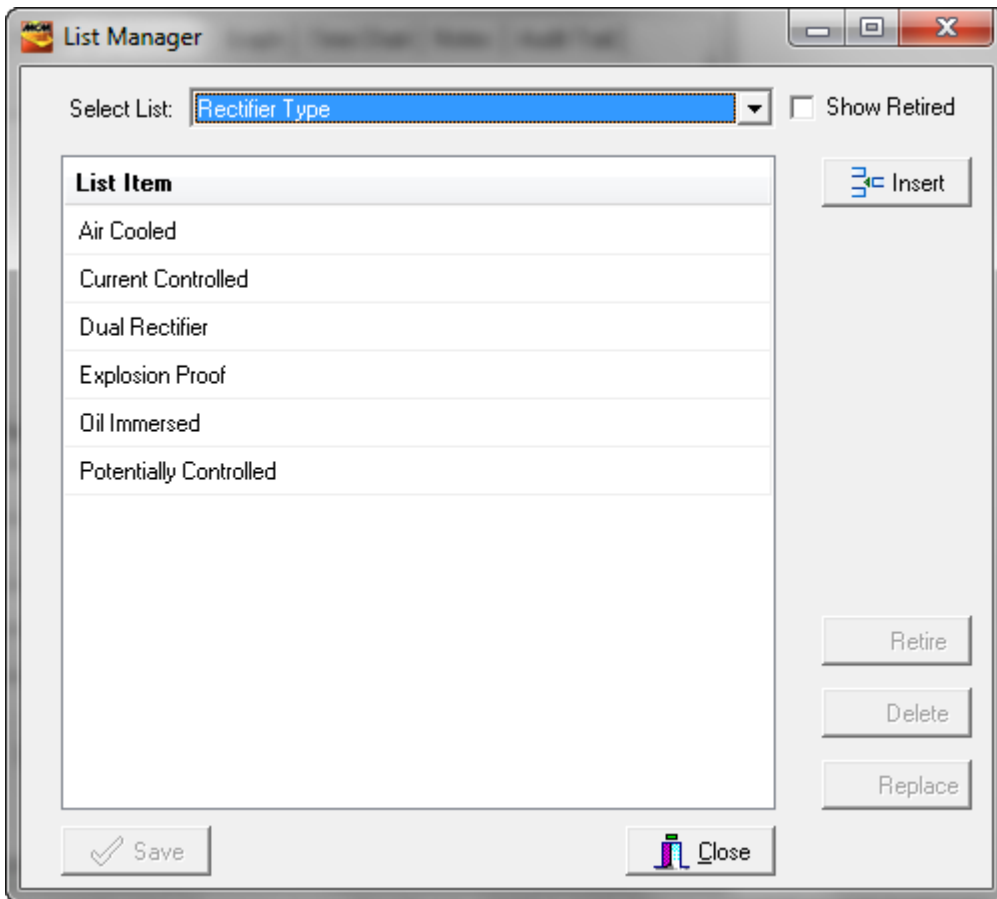 MCM List Manager
Select List: Rectifier Type Show Retired
List Item
Insert
Air Cooled
Current Controlled
Dual Rectifier
Explosion Proof
Oil Immersed
Potentially Controlled
Retire
Delete
Replace
Save Close